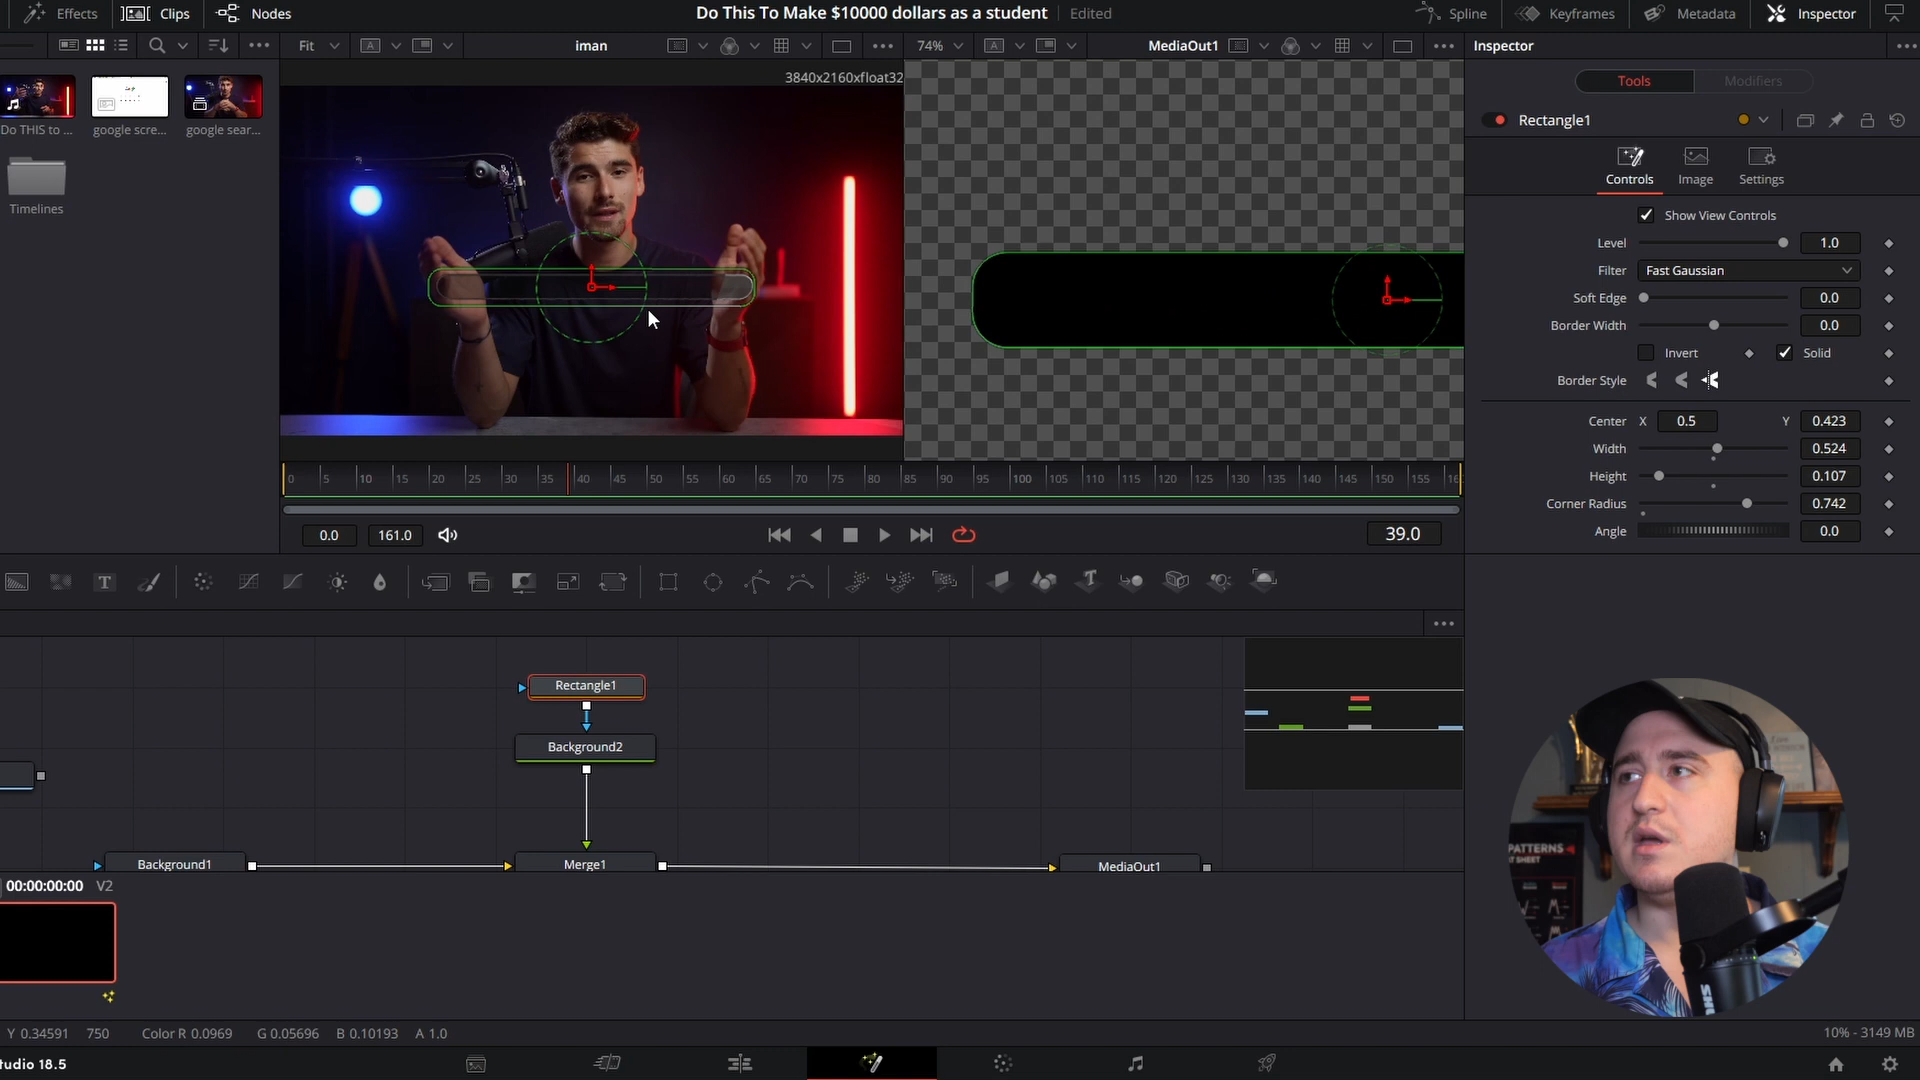 Effects Clips Nodes
Do This To Make $10000 dollars as a student Edited
Spline Keyframes Metadata Inspector
Fit iman
74% MediaOut1
Inspector
3840x2160xfloat32
Do THIS to ... google scre... google sear...
Timelines
Tools Modifiers
Rectangle1
Controls Image Settings
Show View Controls
Level 1.0
Filter Fast Gaussian
Soft Edge 0.0
Border Width 0.0
Invert Solid
Border Style
Center X 0.5 Y 0.423
Width 0.524
Height 0.107
Corner Radius 0.742
Angle 0.0
0 5 10 15 20 25 30 35 40 45 50 55 60 65 70 75 80 85 90 95 100 105 110 115 120 125 130 135 140 145 150 155 16
0.0 161.0 39.0
T T
Rectangle1
Background2
Background1 Merge1 MediaOut1
00:00:00:00 V2
PATTERNS
T SHEET
SH
Y 0.34591 750 Color R 0.0969 G 0.05696 B 0.10193 A 1.0
10% - 3149 MB
tudio 18.5